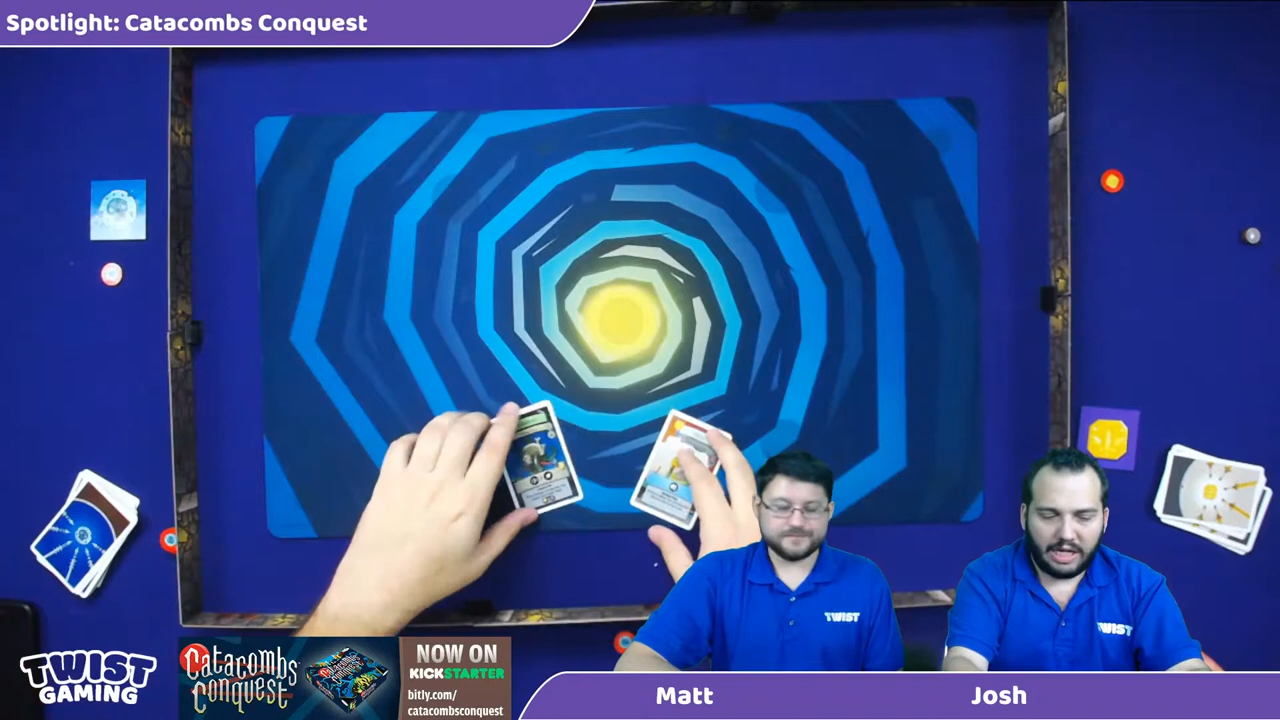 Spotlight: Catacombs Conquest
TWIST
TWIST
TWIST
GAMING
Catacombs
Conquest
NOW ON
KICKSTARTER
bitly.com/
catacombsconquest
Matt
Josh